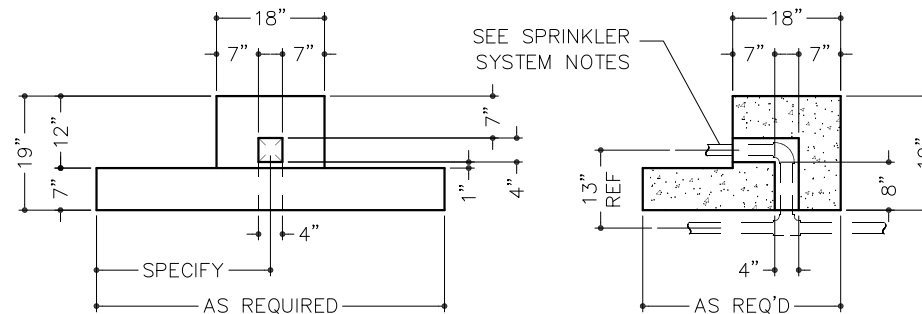 18”
7”
7”
19”
12”
7”
7”
1”
4”
4”
SPECIFY
AS REQUIRED
SEE SPRINKLER
SYSTEM NOTES
18”
7”
7”
13”
REF
8”
4”
AS REQ’D